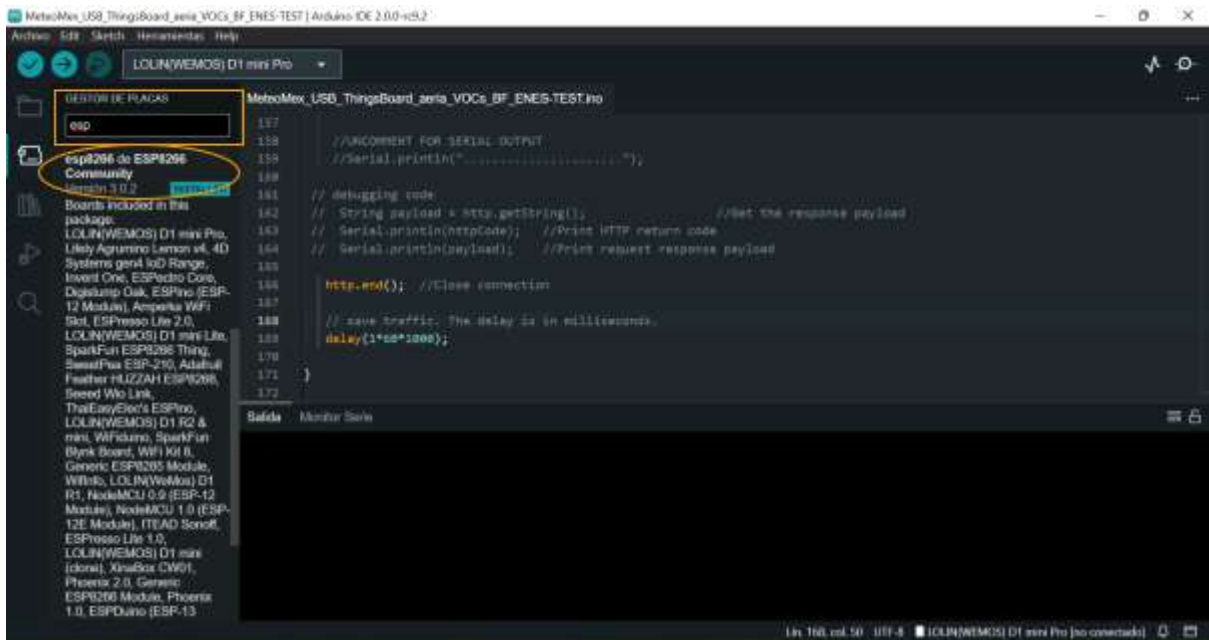 MeteoMex_USB_ThingsBoard_aeria_VOCs_BF_ENES-TEST | Arduino IDE 2.0.0-rc9.2
Archivo Edit Sketch Herramientas Help
LOLIN(WEMOS) D1 mini Pro
GESTOR DE PLACAS
esp
esp8266 de ESP8266
Community
Versión 3.0.2
Boards included in this
package:
LOLIN(WEMOS) D1 mini Pro,
Lifely Agrumino Lemon v4, 4D
Systems gen4 IoD Range,
Invent One, ESPectro Core,
Digistump Oak, ESPino (ESP-
12 Module), Amperka WiFi
Slot, ESPresso Lite 2.0,
LOLIN(WEMOS) D1 mini Lite,
SparkFun ESP8266 Thing,
SweetPea ESP-210, Adafruit
Feather HUZZAH ESP8266,
Seeed Wio Link,
ThaiEasyElec's ESPino,
LOLIN(WEMOS) D1 R2 &
mini, WiFiduino, SparkFun
Blynk Board, WiFi Kit 8,
Generic ESP8285 Module,
WifInfo, LOLIN(WeMos) D1
R1, NodeMCU 0.9 (ESP-12
Module), NodeMCU 1.0 (ESP-
12E Module), ITEAD Sonoff,
ESPresso Lite 1.0,
LOLIN(WEMOS) D1 mini
(clone), XinaBox CW01,
Phoenix 2.0, Generic
ESP8266 Module, Phoenix
1.0, ESPDuino (ESP-13
MeteoMex_USB_ThingsBoard_aeria_VOCs_BF_ENES-TEST.ino
157
158 //UNCOMMENT FOR SERIAL OUTPUT
159 //Serial.println(".......................");
160
161 // debugging code
162 // String payload = http.getString(); //Get the response payload
163 // Serial.println(httpCode); //Print HTTP return code
164 // Serial.println(payload); //Print request response payload
165
166 http.end(); //Close connection
167
168 // save traffic. The delay is in milliseconds.
169 delay(1*60*1000);
170
171 }
172
Salida Monitor Serie
Lín. 168, col. 50 UTF-8 LOLIN(WEMOS) D1 mini Pro [no conectado]